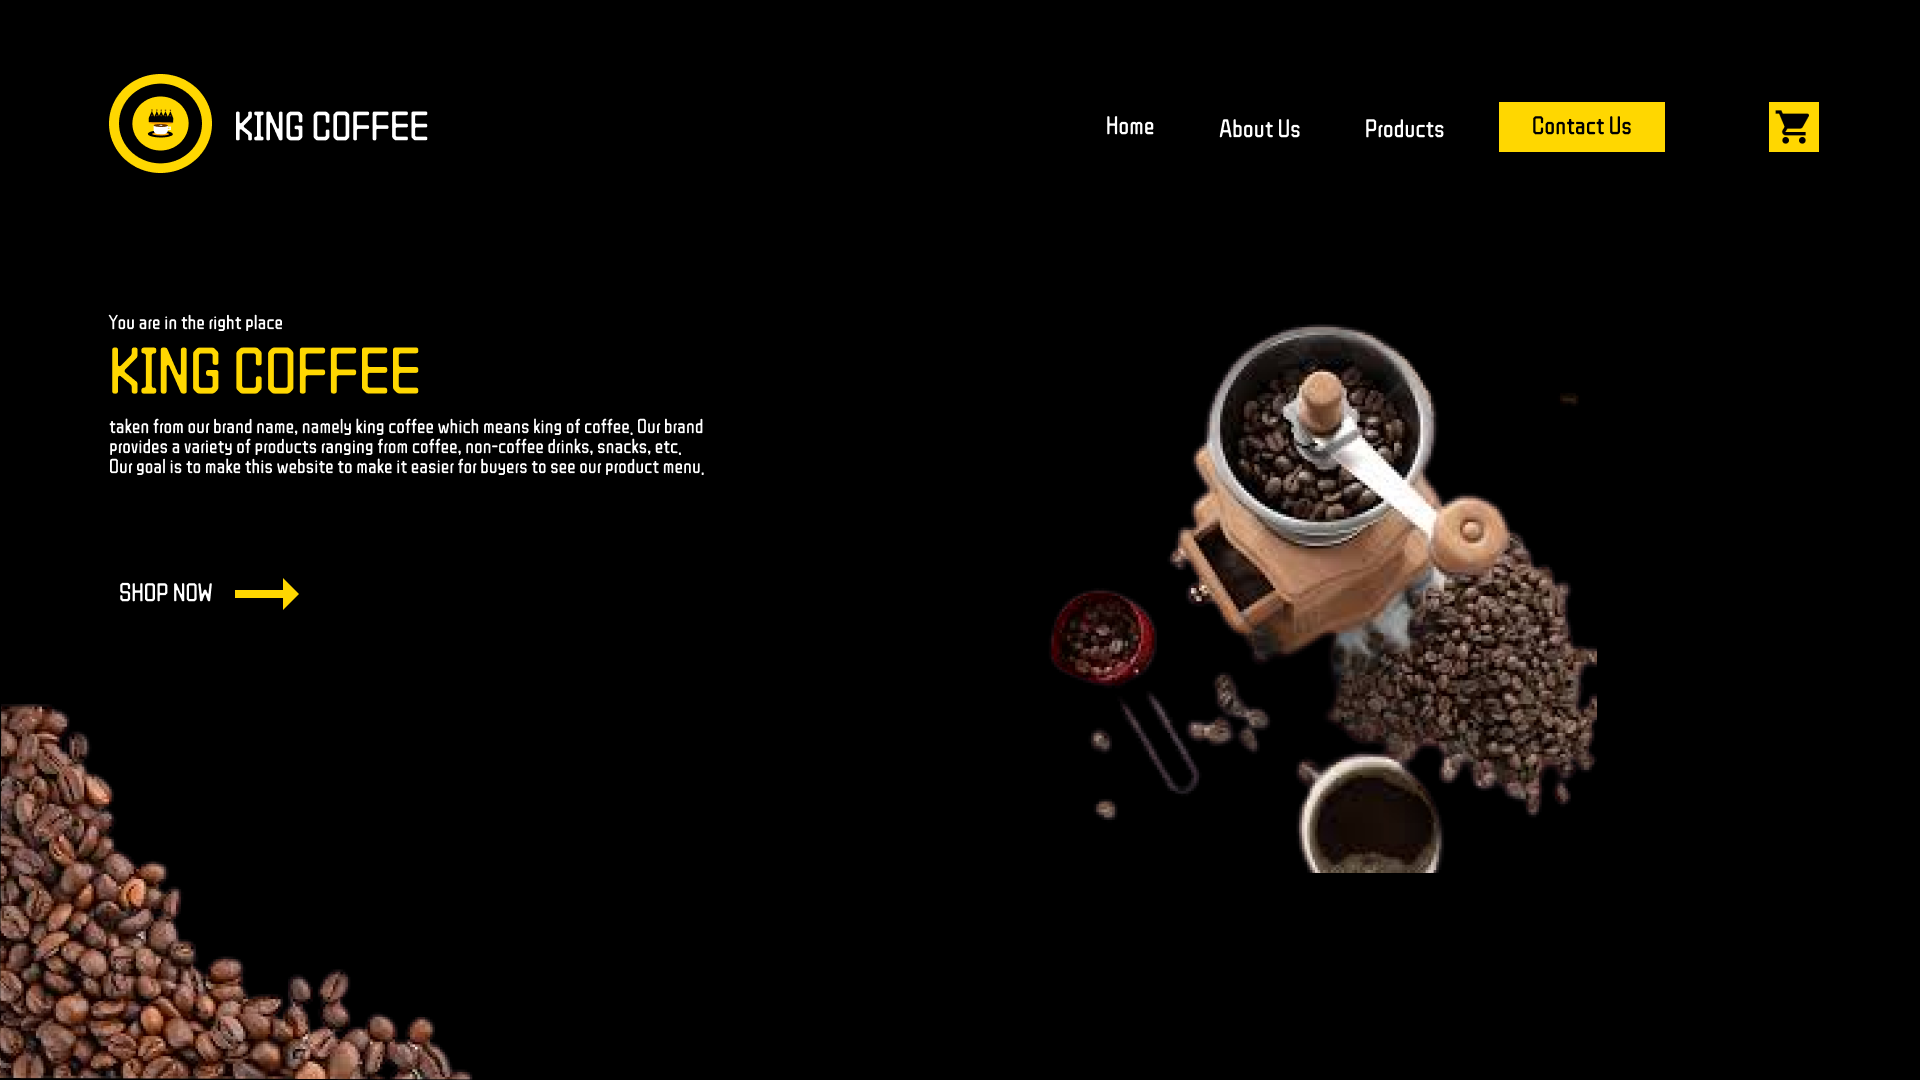 KING COFFEE
Home
About Us
Products
Contact Us
You are in the right place
KING COFFEE
taken from our brand name, namely king coffee which means king of coffee. Our brand
provides a variety of products ranging from coffee, non-coffee drinks, snacks, etc.
Our goal is to make this website to make it easier for buyers to see our product menu.
SHOP NOW